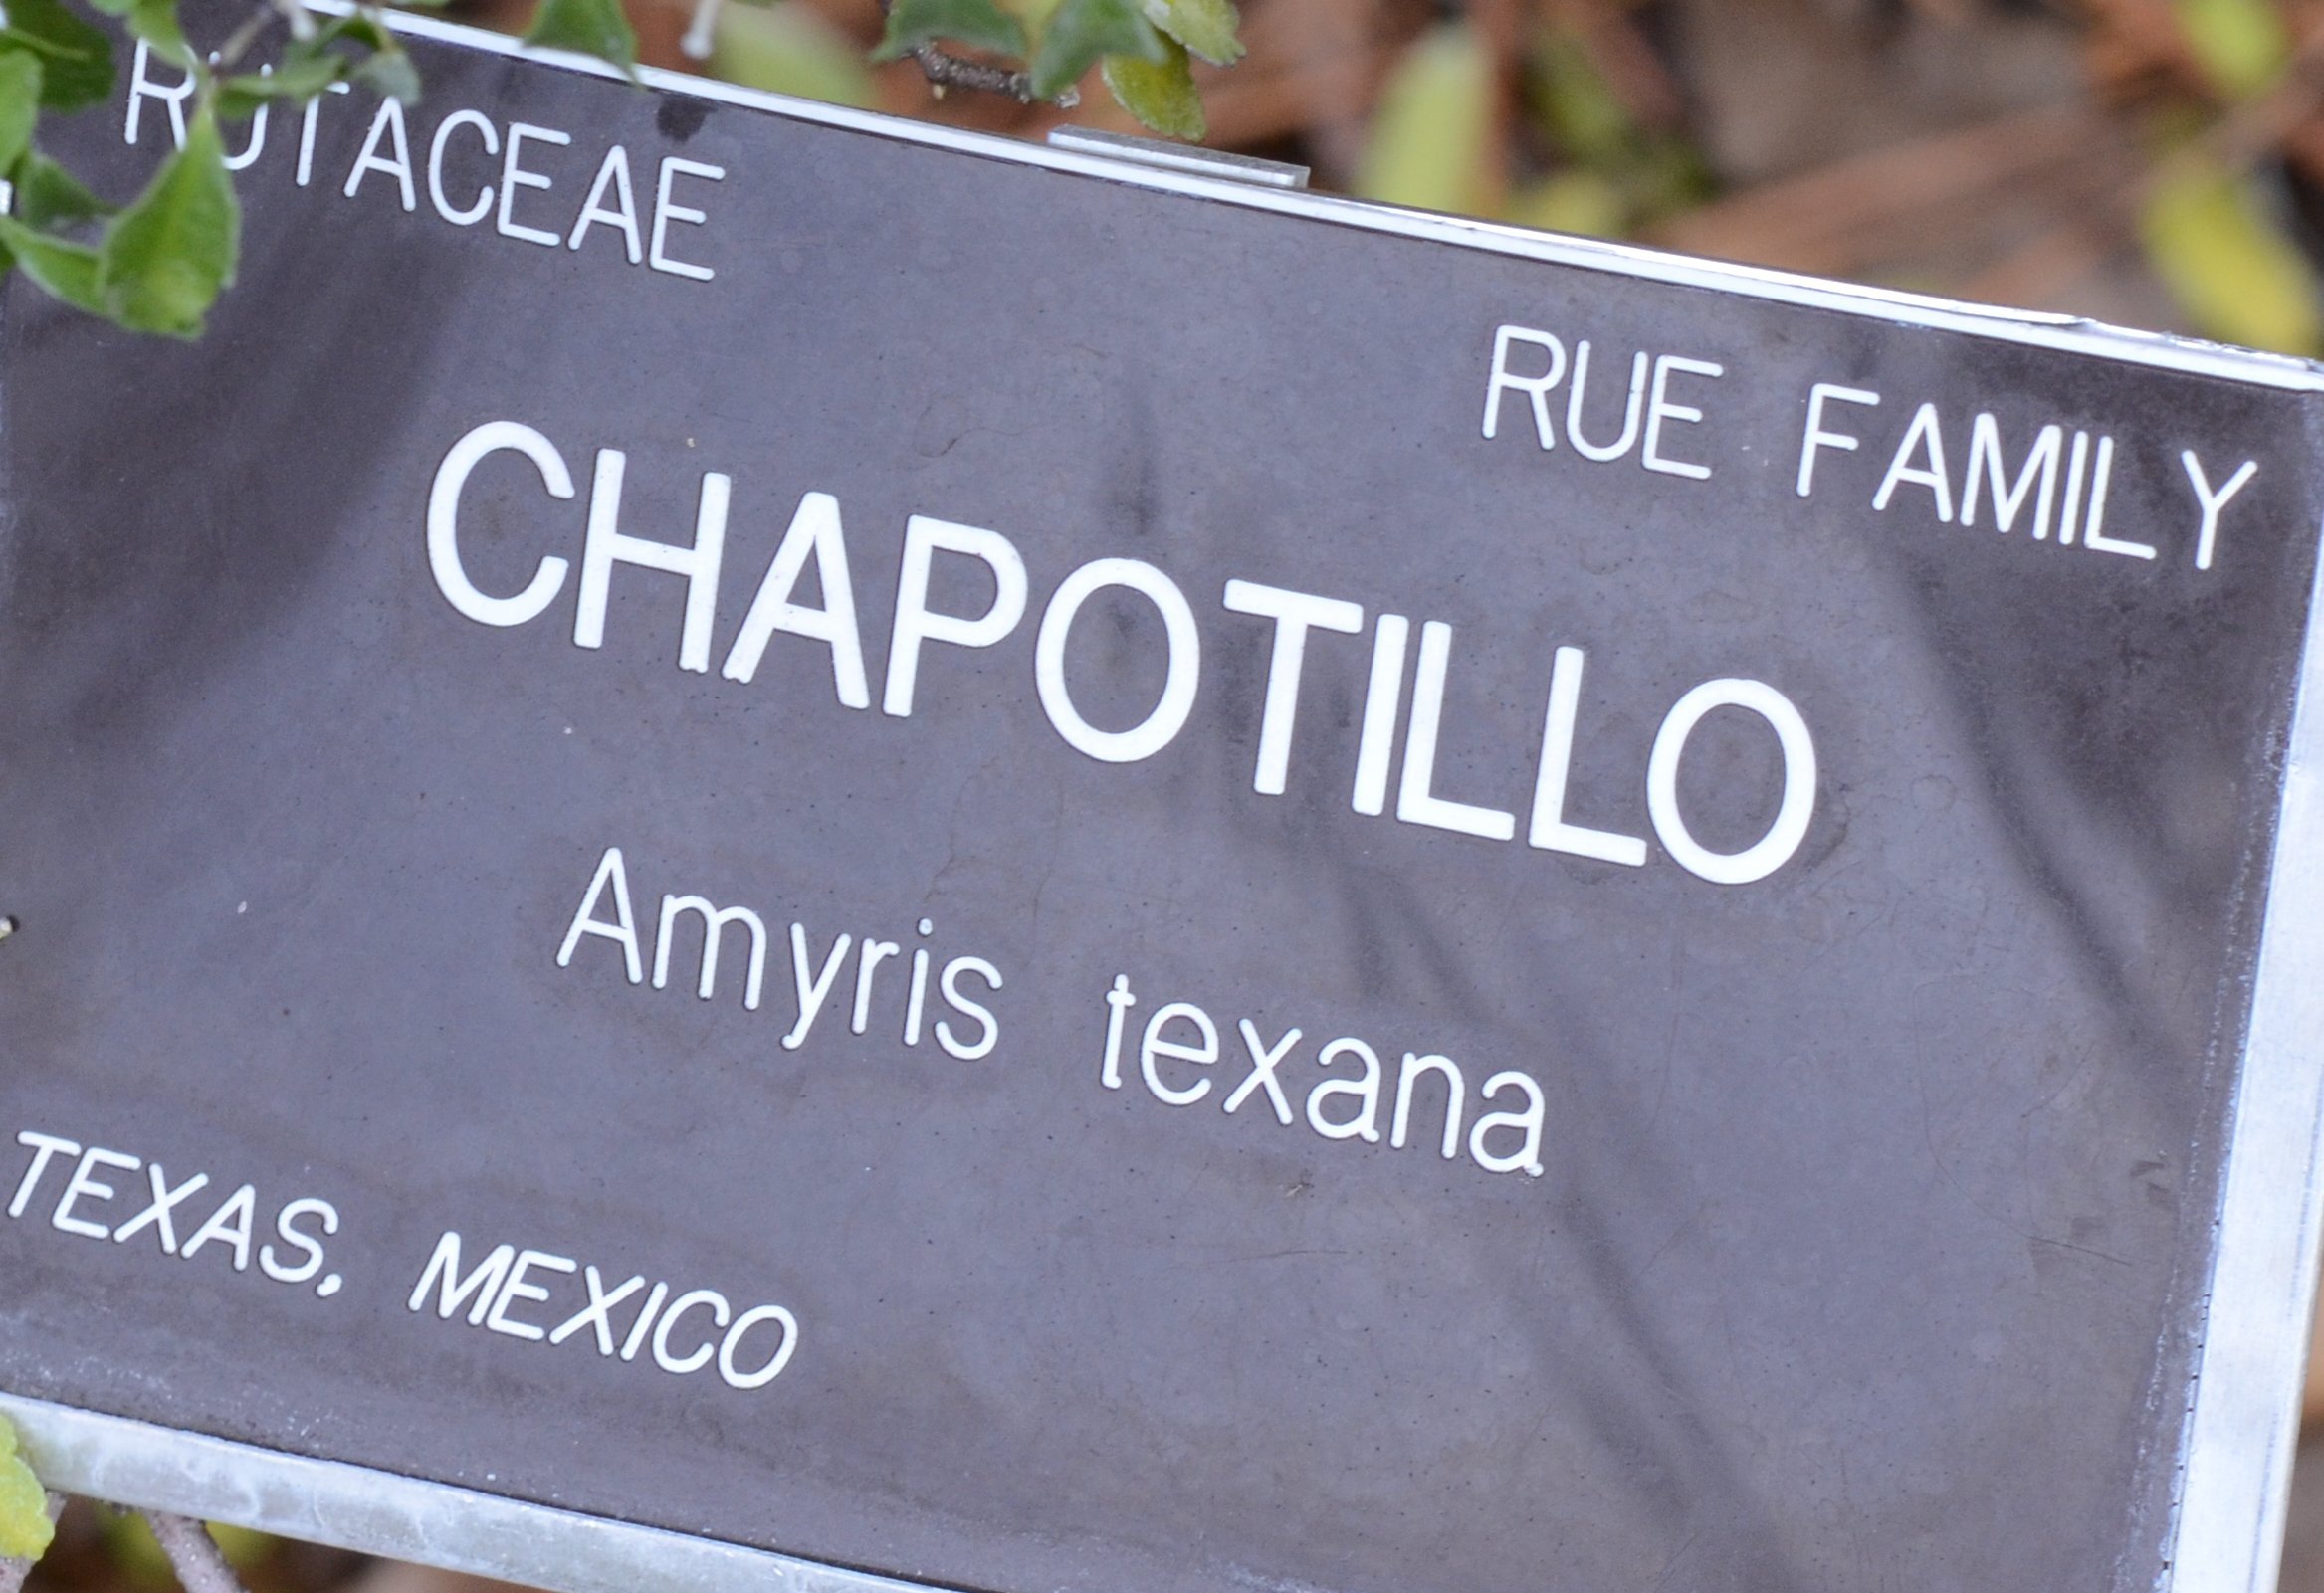 RUTACEAE
RUE FAMILY
CHAPOTILLO
Amyris texana
TEXAS, MEXICO